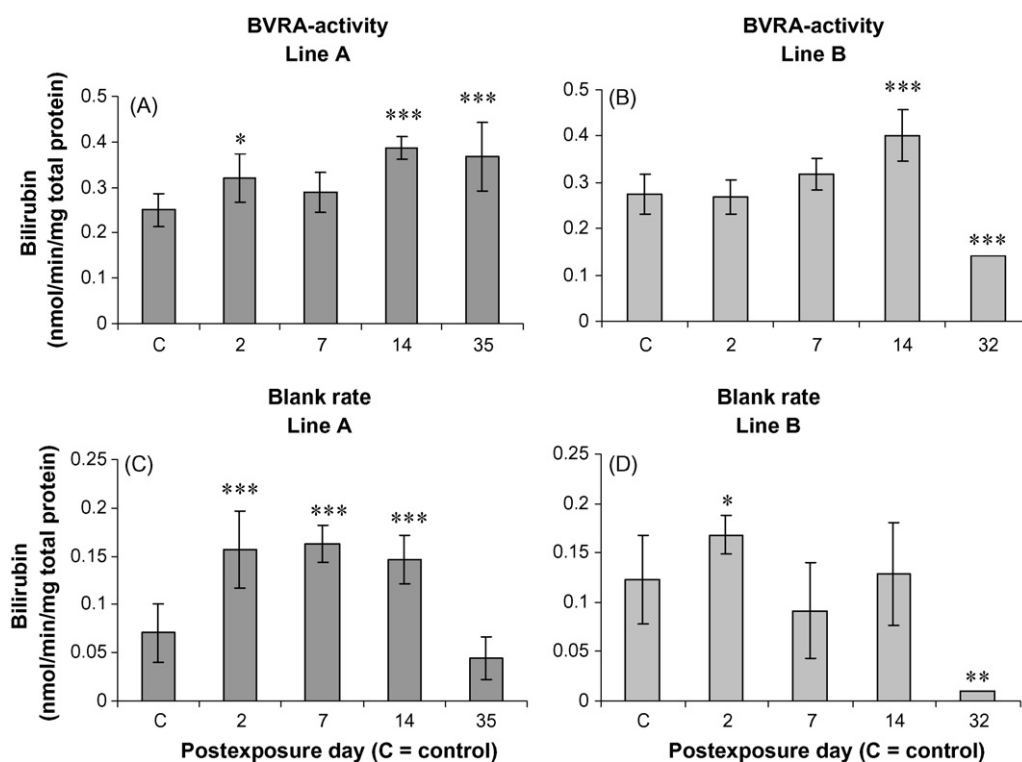 BVRA-activity
Line A
Bilirubin
(nmol/min/mg total protein)
(A)
0.5
0.4
0.3
0.2
0.1
0
*
***
***
C 2 7 14 35
BVRA-activity
Line B
(B)
0.5
0.4
0.3
0.2
0.1
0
***
***
C 2 7 14 32
Blank rate
Line A
Bilirubin
(nmol/min/mg total protein)
(C)
0.25
0.2
0.15
0.1
0.05
0
***
***
***
C 2 7 14 35
Postexposure day (C = control)
Blank rate
Line B
(D)
0.25
0.2
0.15
0.1
0.05
0
*
**
C 2 7 14 32
Postexposure day (C = control)